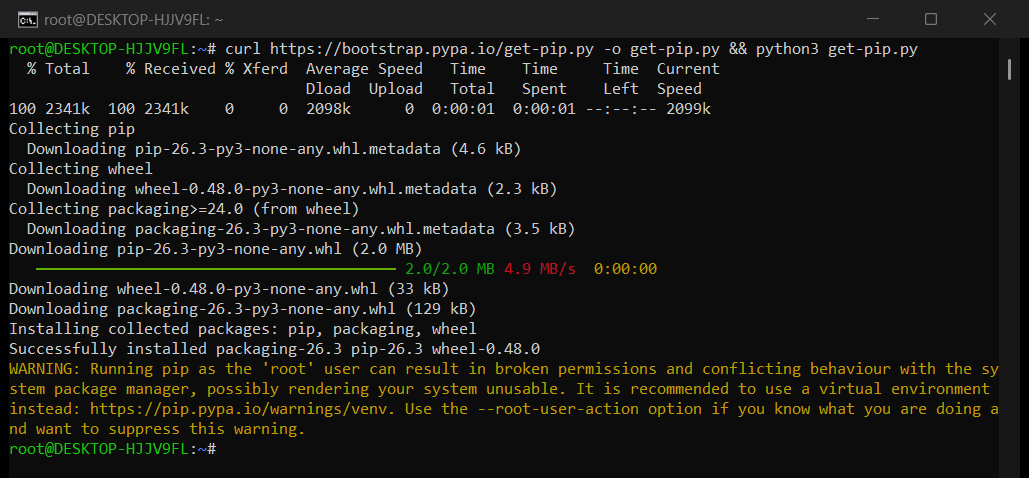 root@DESKTOP-HJJV9FL: ~
root@DESKTOP-HJJV9FL:~# curl https://bootstrap.pypa.io/get-pip.py -o get-pip.py && python3 get-pip.py
  % Total    % Received % Xferd  Average Speed   Time    Time     Time  Current
                                 Dload  Upload   Total   Spent    Left  Speed
100 2341k  100 2341k    0     0  2098k      0  0:00:01  0:00:01 --:--:-- 2099k
Collecting pip
  Downloading pip-26.3-py3-none-any.whl.metadata (4.6 kB)
Collecting wheel
  Downloading wheel-0.48.0-py3-none-any.whl.metadata (2.3 kB)
Collecting packaging>=24.0 (from wheel)
  Downloading packaging-26.3-py3-none-any.whl.metadata (3.5 kB)
Downloading pip-26.3-py3-none-any.whl (2.0 MB)
2.0/2.0 MB 4.9 MB/s  0:00:00
Downloading wheel-0.48.0-py3-none-any.whl (33 kB)
Downloading packaging-26.3-py3-none-any.whl (129 kB)
Installing collected packages: pip, packaging, wheel
Successfully installed packaging-26.3 pip-26.3 wheel-0.48.0
WARNING: Running pip as the 'root' user can result in broken permissions and conflicting behaviour with the sy
stem package manager, possibly rendering your system unusable. It is recommended to use a virtual environment
instead: https://pip.pypa.io/warnings/venv. Use the --root-user-action option if you know what you are doing a
nd want to suppress this warning.
root@DESKTOP-HJJV9FL:~#